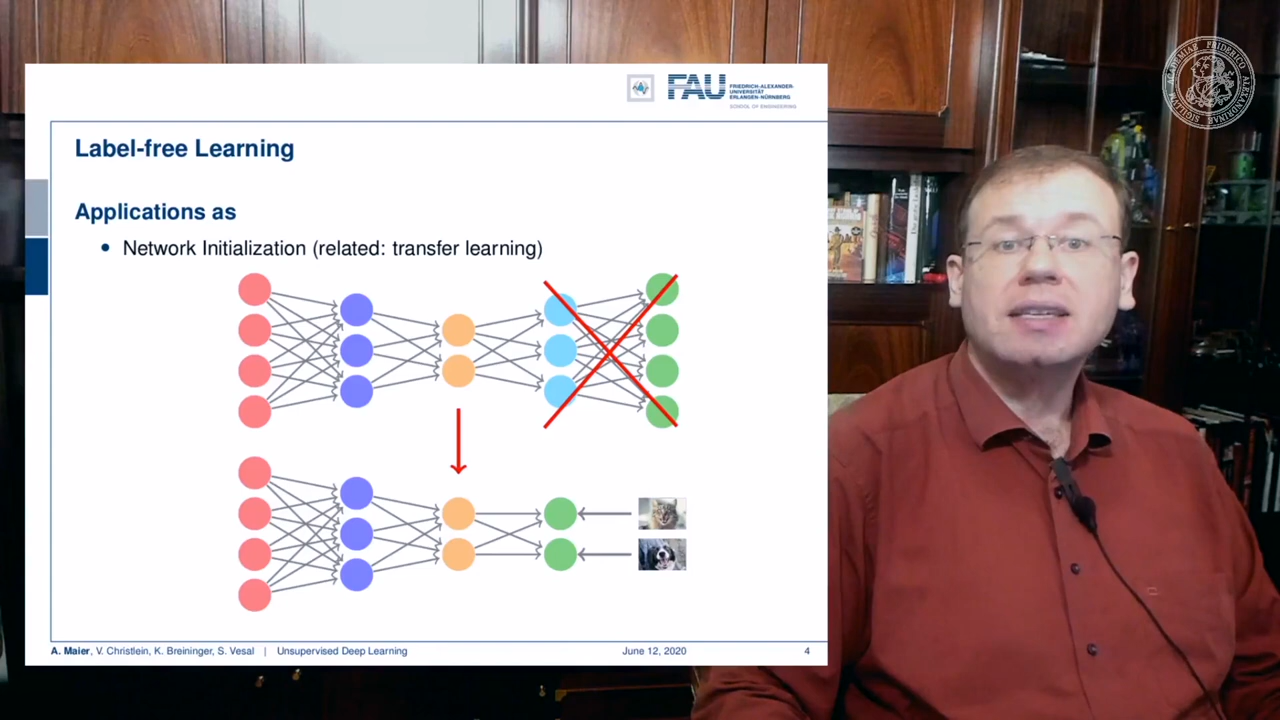 FAU
FRIEDRICH-ALEXANDER-
UNIVERSITÄT
ERLANGEN-NÜRNBERG
SCHOOL OF ENGINEERING
Label-free Learning
Applications as
• Network Initialization (related: transfer learning)
A. Maier, V. Christlein, K. Breininger, S. Vesal | Unsupervised Deep Learning
June 12, 2020
4